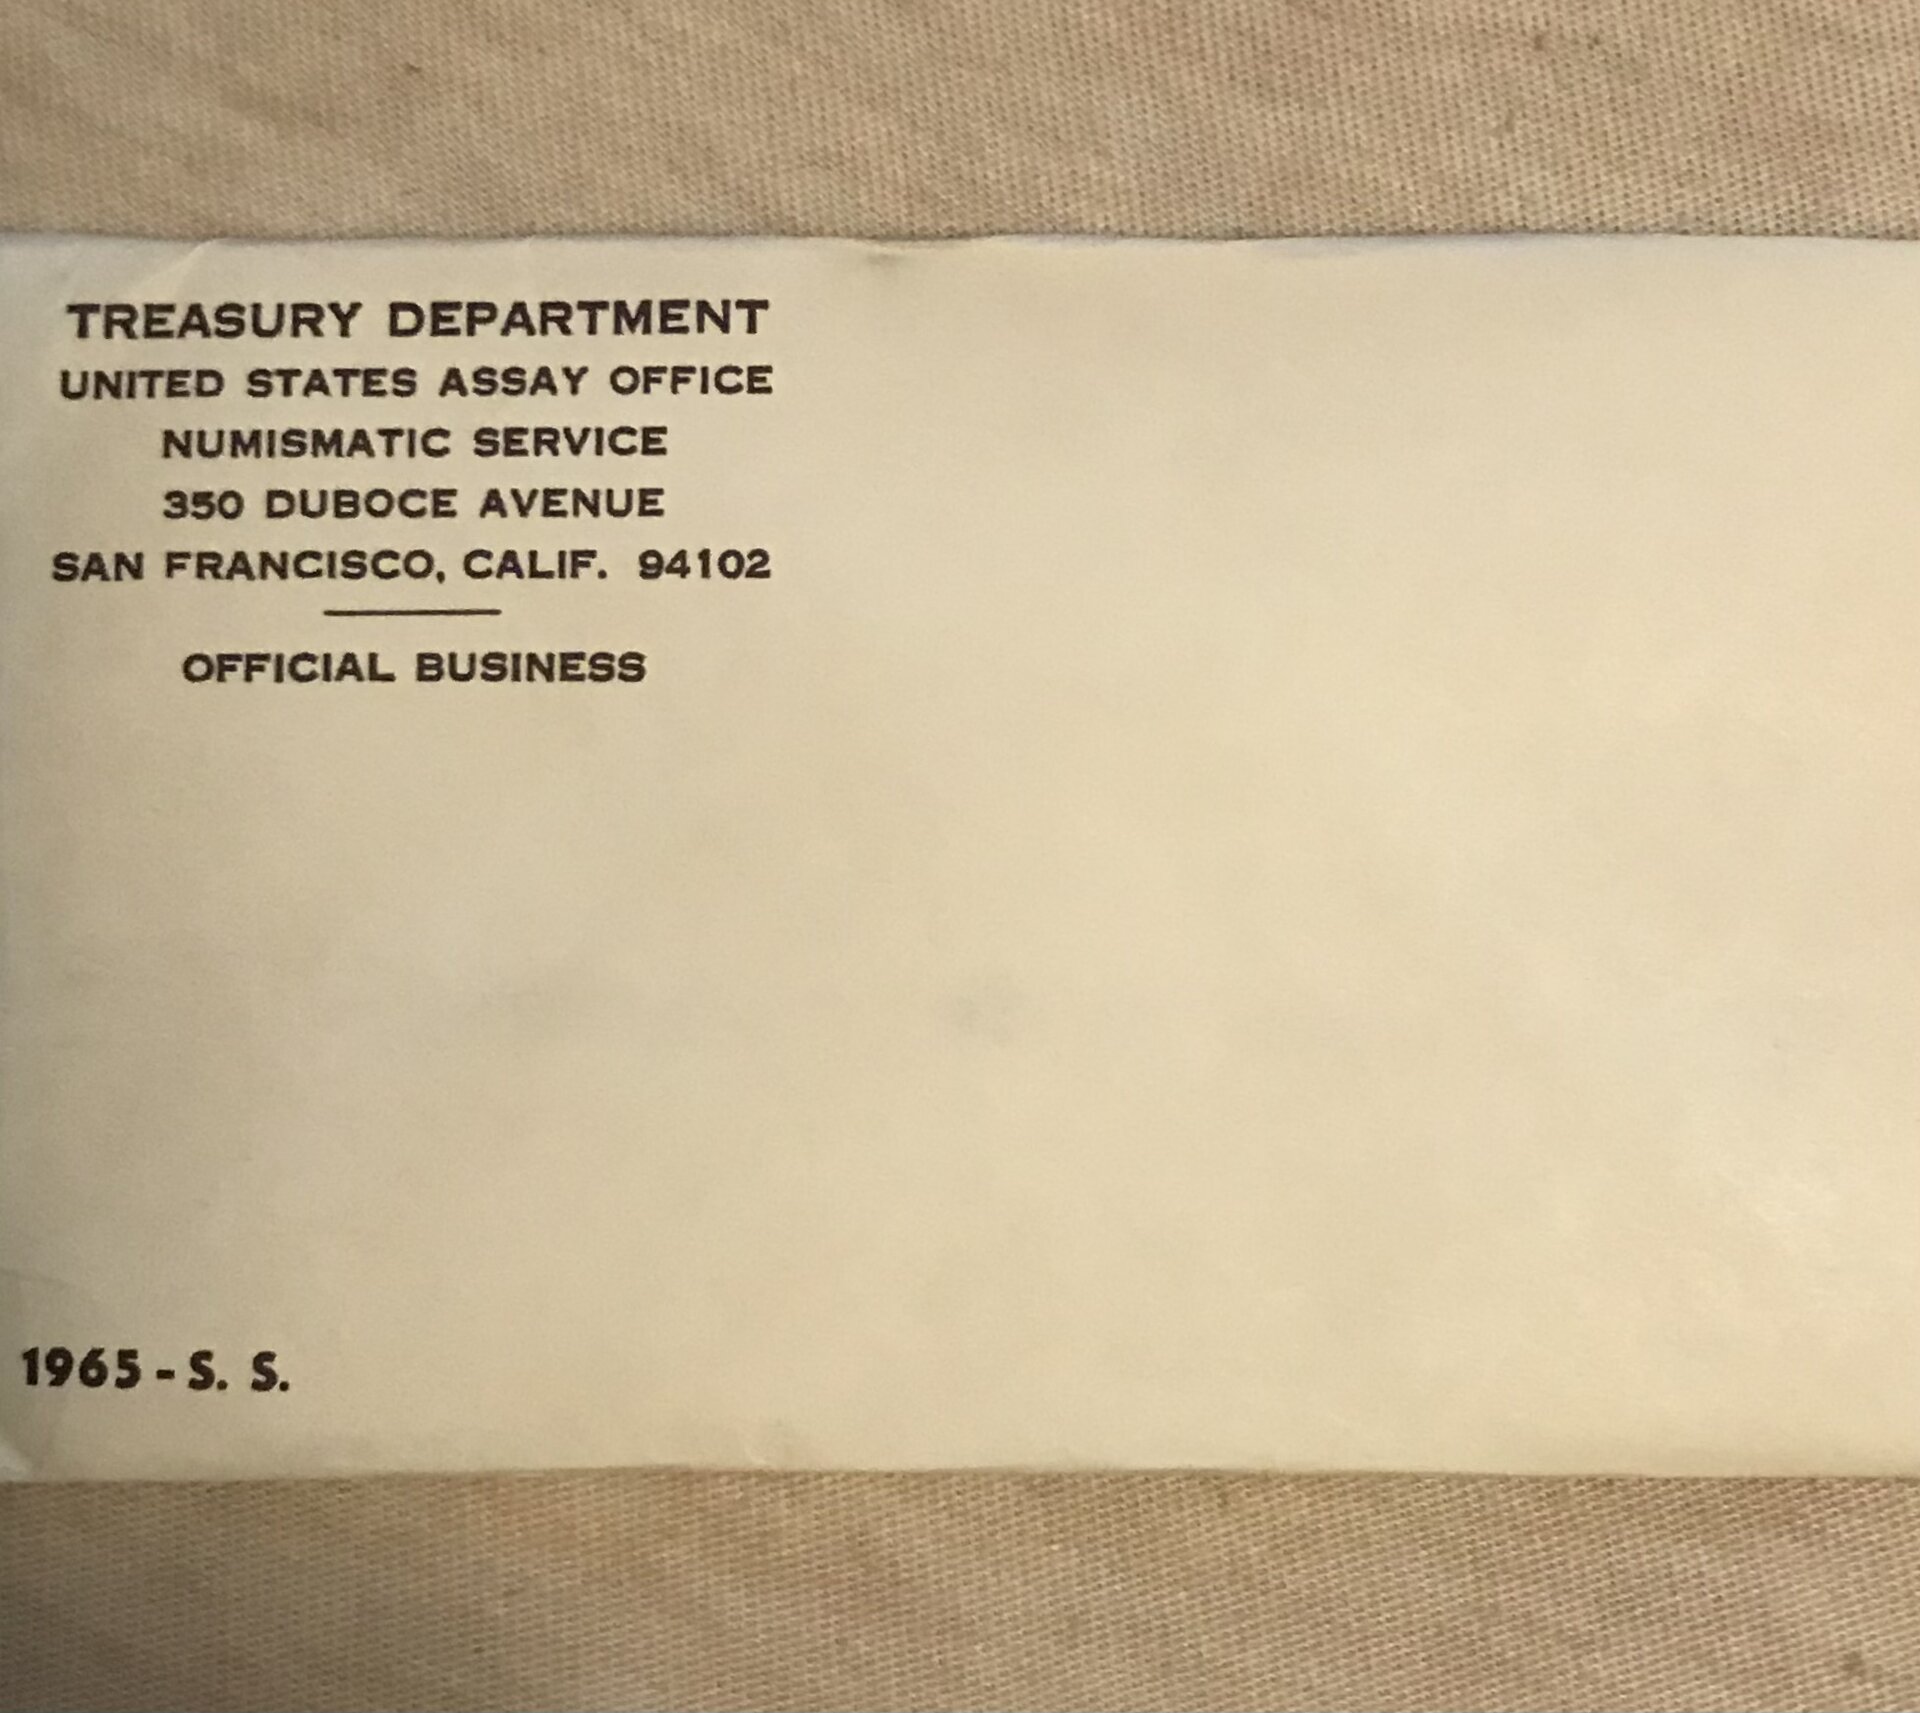 TREASURY DEPARTMENT
UNITED STATES ASSAY OFFICE
NUMISMATIC SERVICE
350 DUBOCE AVENUE
SAN FRANCISCO, CALIF. 94102
OFFICIAL BUSINESS
1965 - S. S.